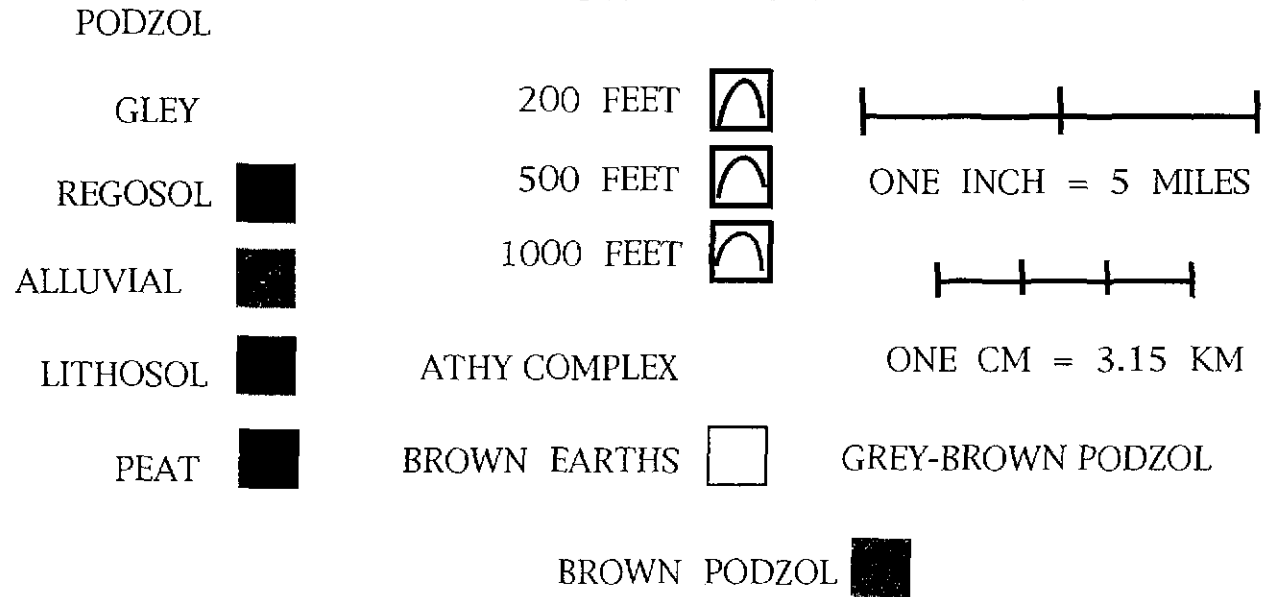 PODZOL
GLEY
REGOSOL
ALLUVIAL
LITHOSOL
PEAT
200 FEET
500 FEET
1000 FEET
ATHY COMPLEX
BROWN EARTHS
BROWN PODZOL
ONE INCH = 5 MILES
ONE CM = 3.15 KM
GREY-BROWN PODZOL